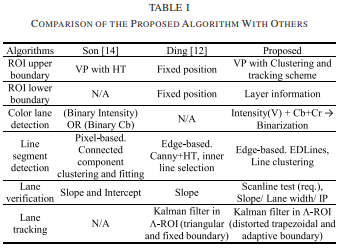 TABLE I
COMPARISON OF THE PROPOSED ALGORITHM WITH OTHERS
Algorithms Son [14] Ding [12] Proposed
ROI upper boundary VP with HT Fixed position VP with Clustering and tracking scheme
ROI lower boundary N/A Fixed position Layer information
Color lane detection (Binary Intensity) OR (Binary Cb) N/A Intensity(V) + Cb+Cr → Binarization
Line segment detection Pixel-based. Connected component clustering and fitting Edge-based. Canny+HT, inner line selection Edge-based. EDLines, Line clustering
Lane verification Slope and Intercept Slope Scanline test (req.), Slope/ Lane width/ IP
Lane tracking N/A Kalman filter in Λ-ROI (triangular and fixed boundary) Kalman filter in Λ-ROI (distorted trapezoidal and adaptive boundary)